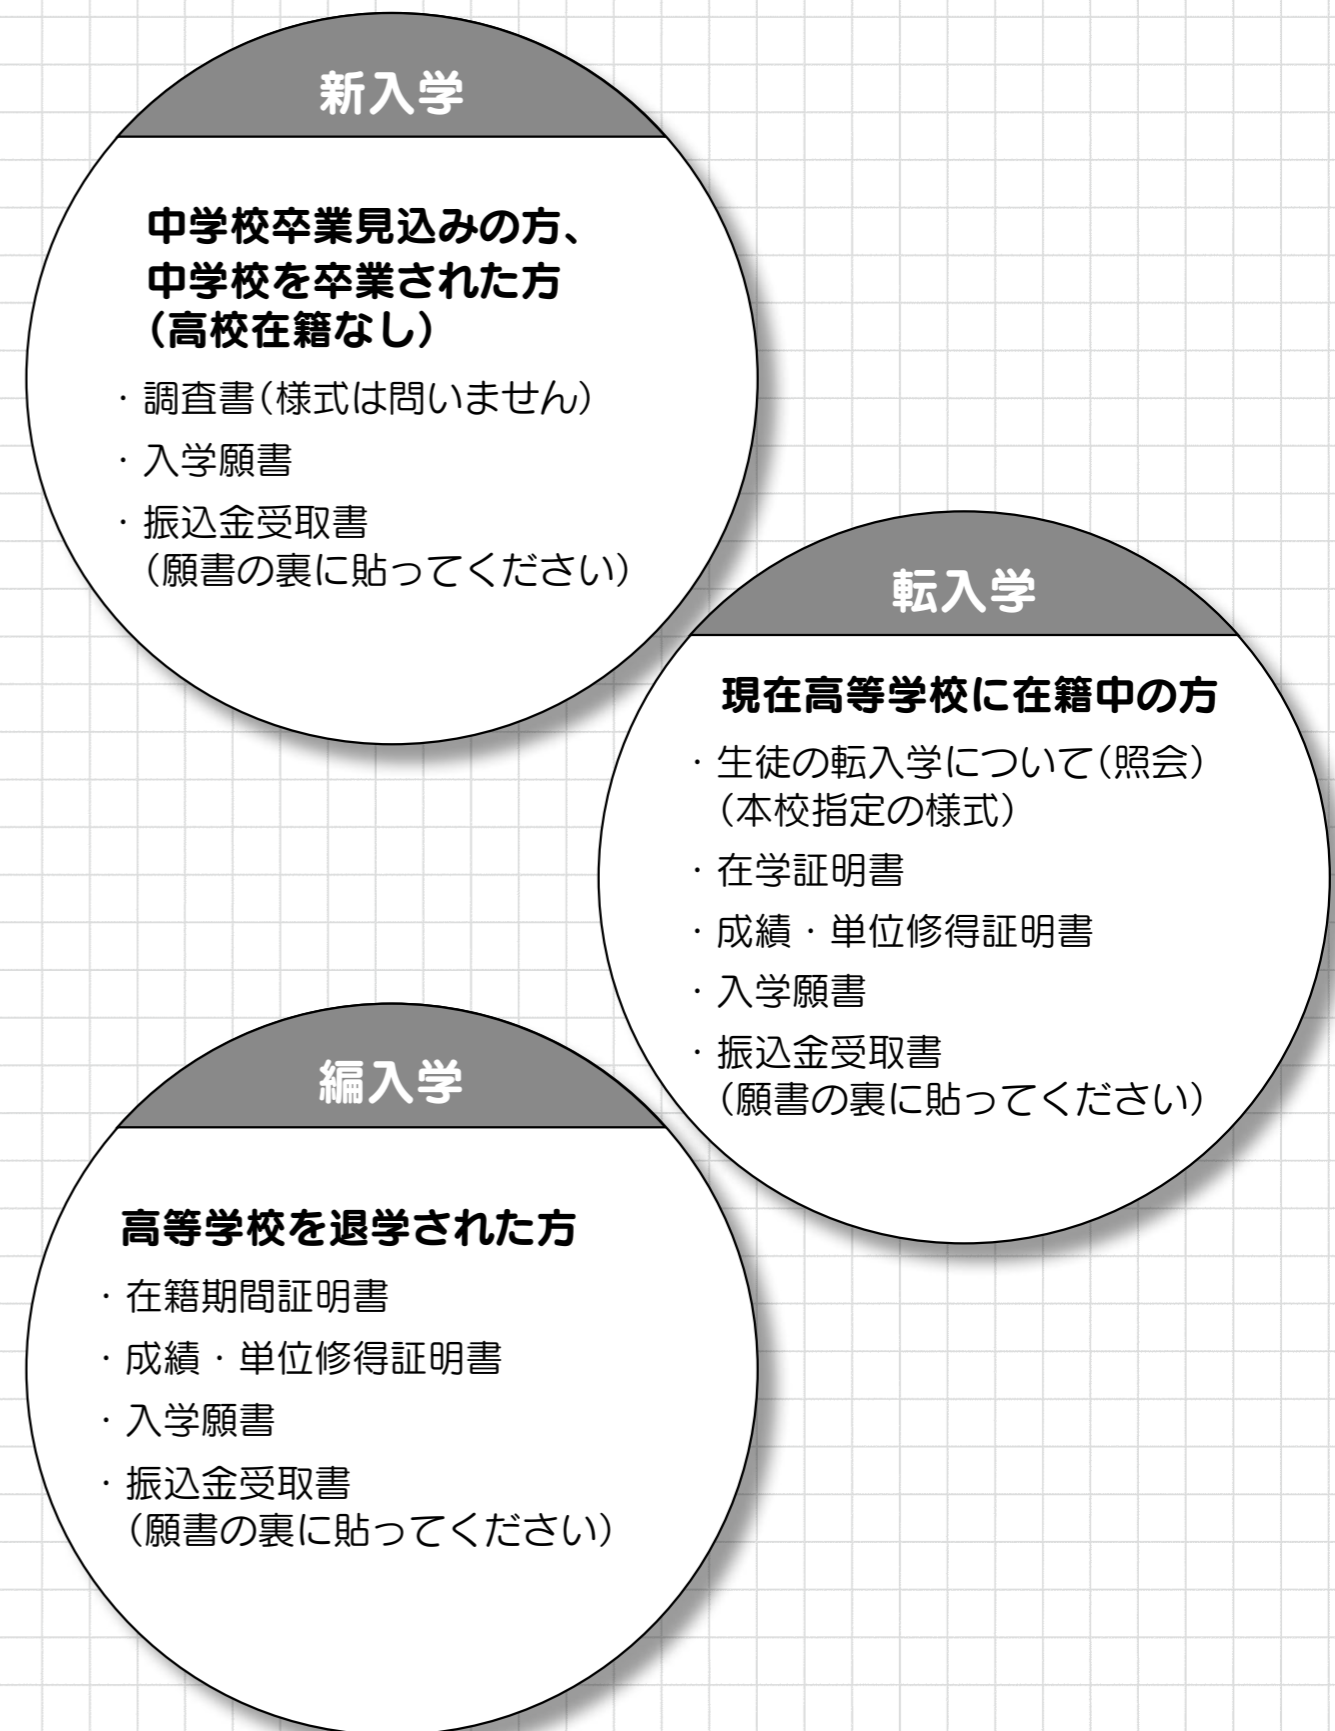 新入学
中学校卒業見込みの方、
中学校を卒業された方
（高校在籍なし）
・調査書（様式は問いません）
・入学願書
・振込金受取書
（願書の裏に貼ってください）
転入学
現在高等学校に在籍中の方
・生徒の転入学について（照会）
（本校指定の様式）
・在学証明書
・成績・単位修得証明書
・入学願書
・振込金受取書
（願書の裏に貼ってください）
編入学
高等学校を退学された方
・在籍期間証明書
・成績・単位修得証明書
・入学願書
・振込金受取書
（願書の裏に貼ってください）